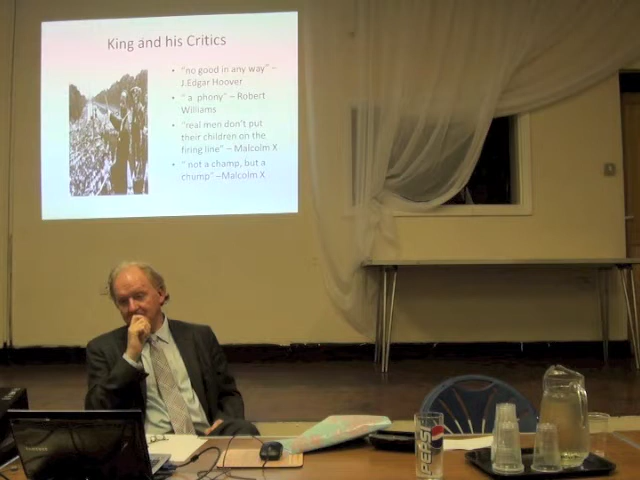 King and his Critics
• "no good in any way" –
J.Edgar Hoover
• " a phony" – Robert
Williams
• "real men don't put
their children on the
firing line" – Malcolm X
• " not a champ, but a
chump" –Malcolm X
PEPSI